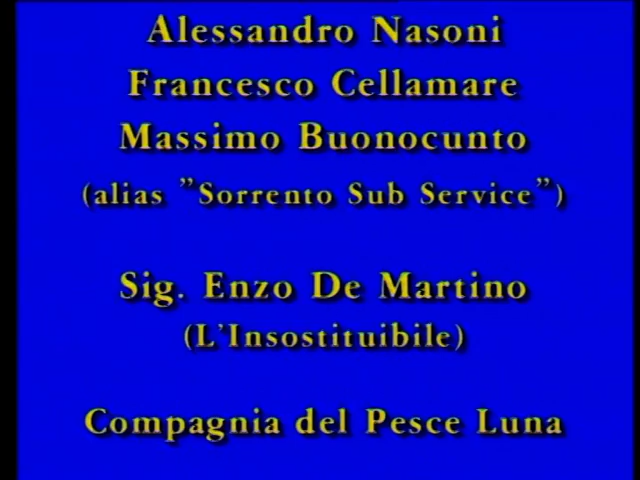 Alessandro Nasoni
Francesco Cellamare
Massimo Buonocunto
(alias "Sorrento Sub Service")
Sig. Enzo De Martino
(L'Insostituibile)
Compagnia del Pesce Luna